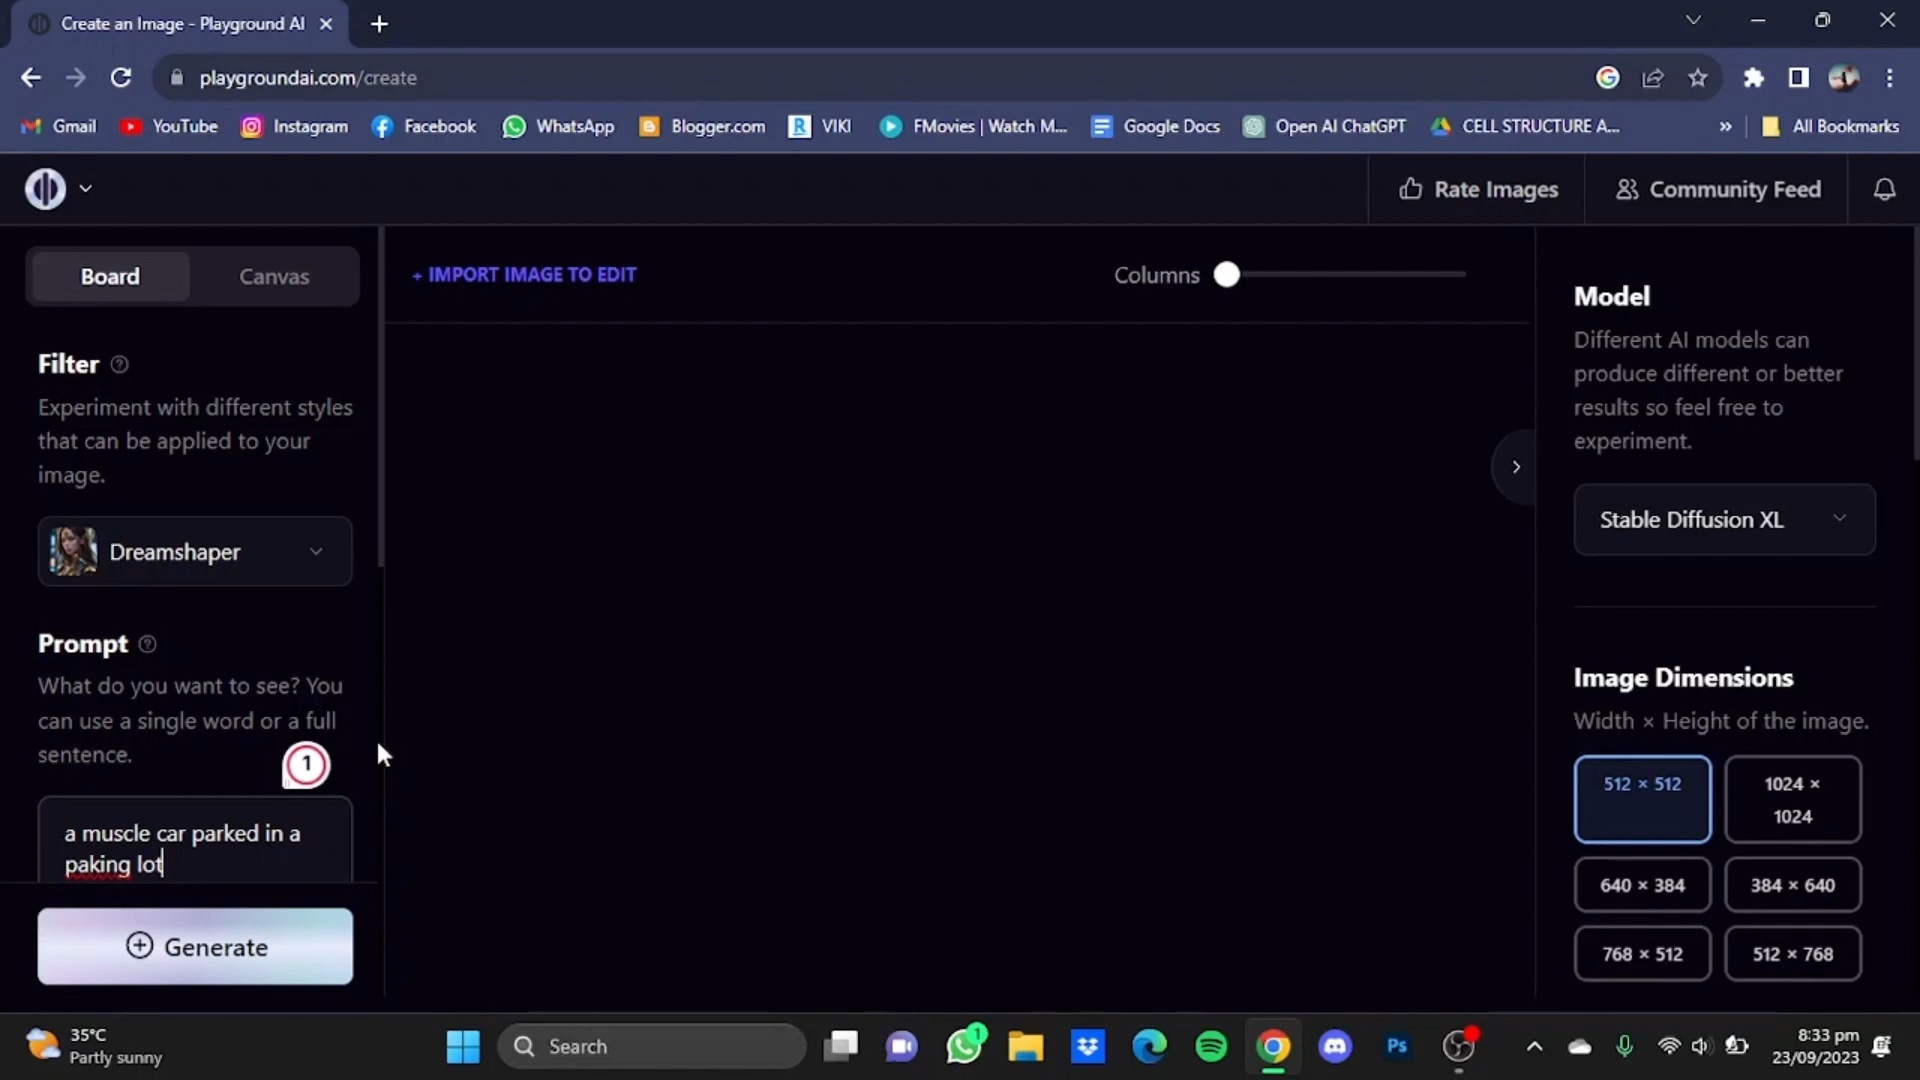 Create an Image - Playground AI
playgroundai.com/create
Gmail YouTube Instagram Facebook WhatsApp Blogger.com VIKI FMovies | Watch M... Google Docs Open AI ChatGPT CELL STRUCTURE A... » All Bookmarks
Rate Images Community Feed
Board Canvas
+ IMPORT IMAGE TO EDIT
Columns
Filter
Experiment with different styles
that can be applied to your
image.
Dreamshaper
Prompt
What do you want to see? You
can use a single word or a full
sentence.
1
a muscle car parked in a
paking lot
Generate
Model
Different AI models can
produce different or better
results so feel free to
experiment.
Stable Diffusion XL
Image Dimensions
Width × Height of the image.
512 × 512
1024 ×
1024
640 × 384
384 × 640
768 × 512
512 × 768
35°C
Partly sunny
Search
1
Ps
8:33 pm
23/09/2023